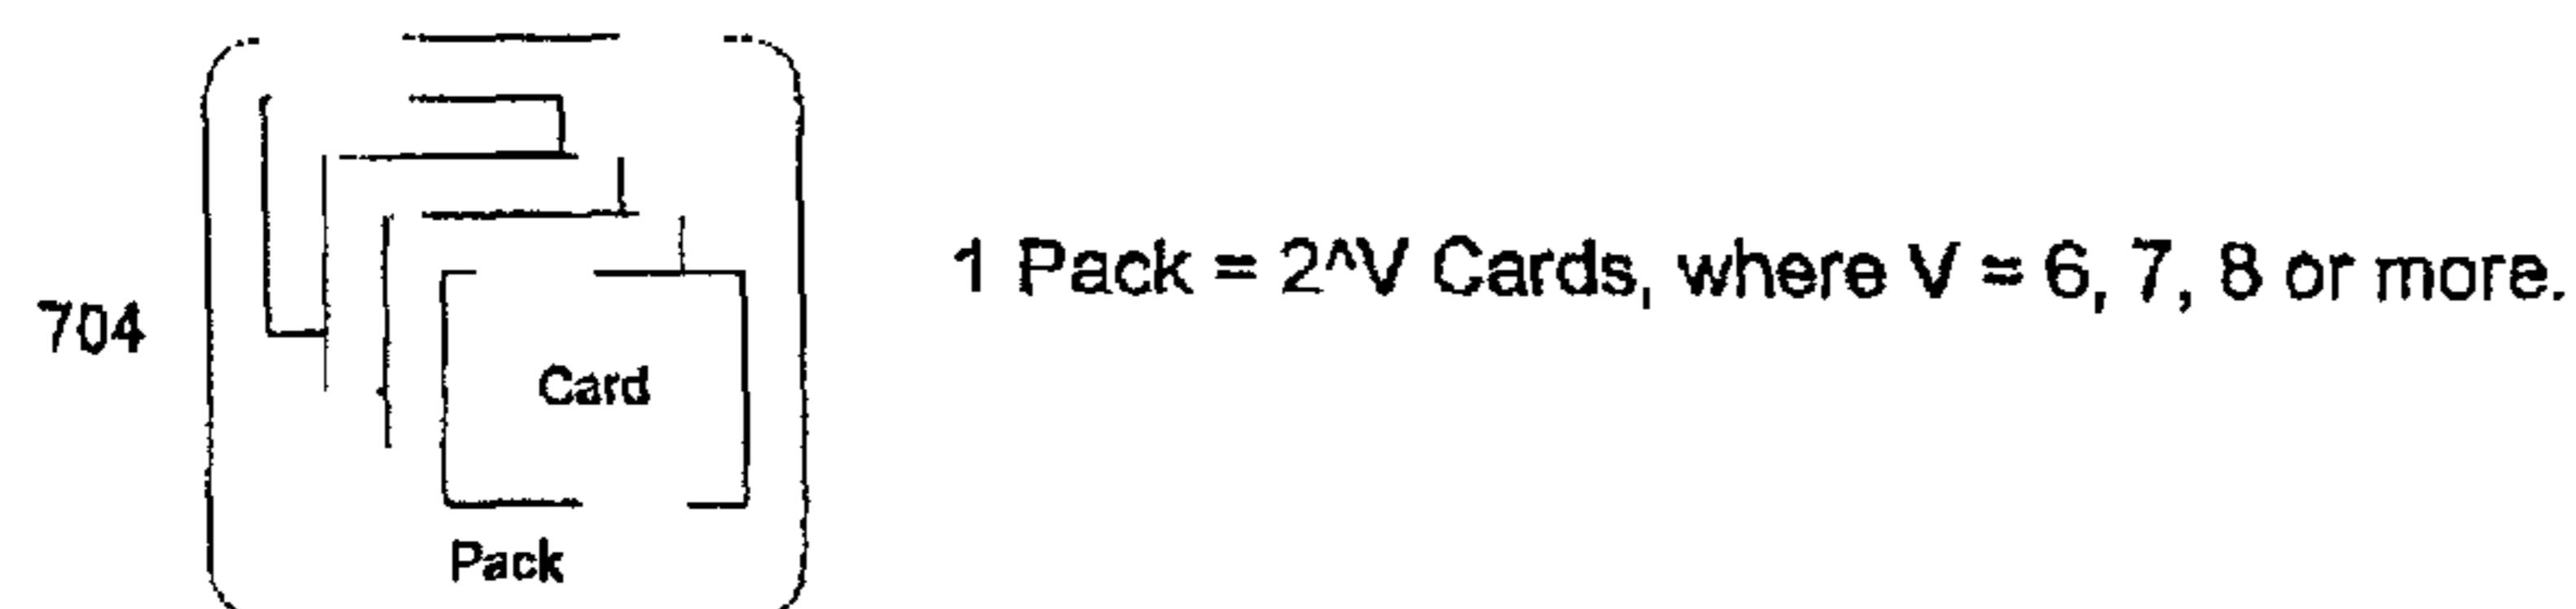 1 Pack = 2^V Cards, where V = 6, 7, 8 or more.
704
Card
Pack